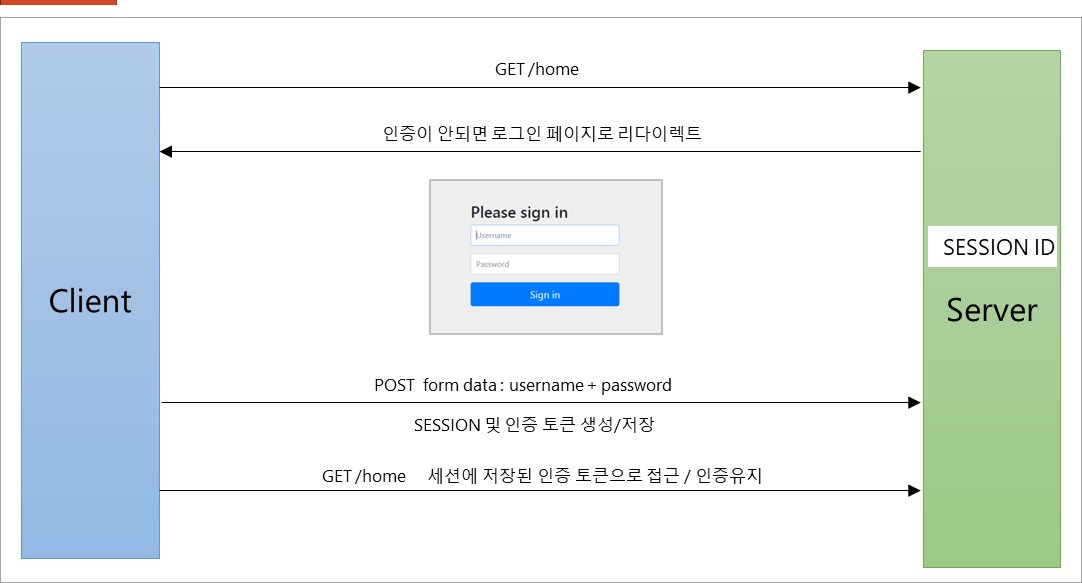 GET /home
인증이 안되면 로그인 페이지로 리다이렉트
Please sign in
Username
Password
Sign in
SESSION ID
Client
Server
POST form data : username + password
SESSION 및 인증 토큰 생성/저장
GET /home 세션에 저장된 인증 토큰으로 접근 / 인증유지